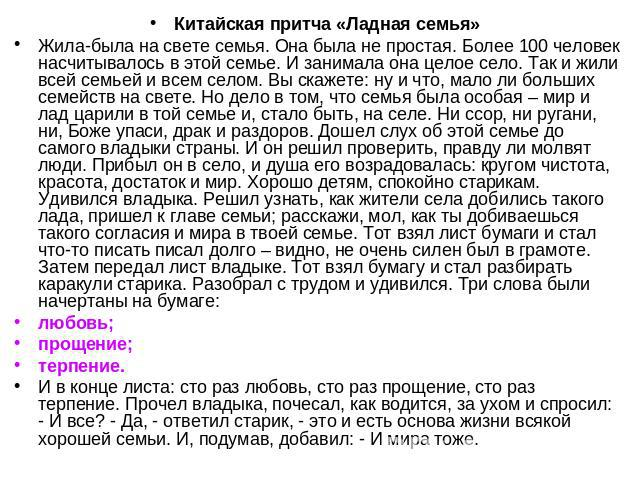 • Китайская притча «Ладная семья»
• Жила-была на свете семья. Она была не простая. Более 100 человек
насчитывалось в этой семье. И занимала она целое село. Так и жили
всей семьей и всем селом. Вы скажете: ну и что, мало ли больших
семейств на свете. Но дело в том, что семья была особая – мир и
лад царили в той семье и, стало быть, на селе. Ни ссор, ни ругани,
ни, Боже упаси, драк и раздоров. Дошел слух об этой семье до
самого владыки страны. И он решил проверить, правду ли молвят
люди. Прибыл он в село, и душа его возрадовалась: кругом чистота,
красота, достаток и мир. Хорошо детям, спокойно старикам.
Удивился владыка. Решил узнать, как жители села добились такого
лада, пришел к главе семьи; расскажи, мол, как ты добиваешься
такого согласия и мира в твоей семье. Тот взял лист бумаги и стал
что-то писать писал долго – видно, не очень силен был в грамоте.
Затем передал лист владыке. Тот взял бумагу и стал разбирать
каракули старика. Разобрал с трудом и удивился. Три слова были
начертаны на бумаге:
• любовь;
• прощение;
• терпение.
• И в конце листа: сто раз любовь, сто раз прощение, сто раз
терпение. Прочел владыка, почесал, как водится, за ухом и спросил:
- И все? - Да, - ответил старик, - это и есть основа жизни всякой
хорошей семьи. И, подумав, добавил: - И мира тоже.